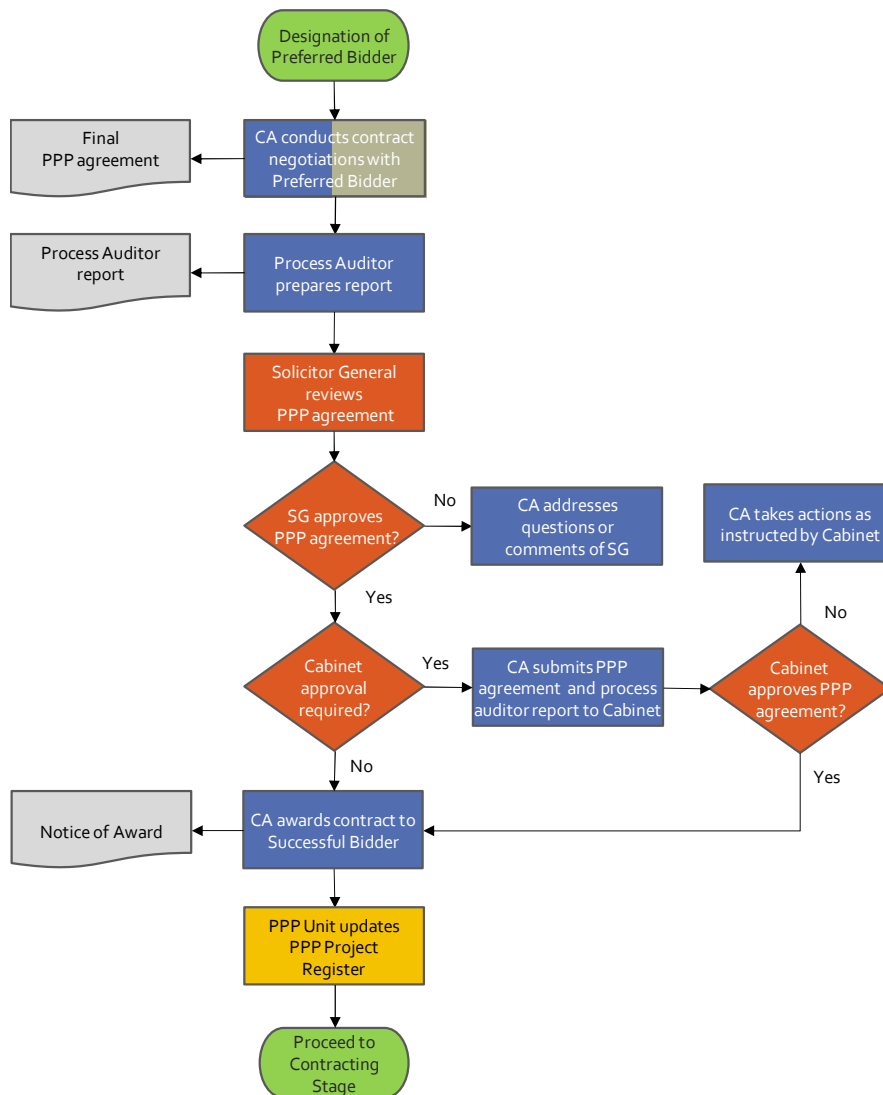 Designation of
Preferred Bidder
Final
PPP agreement
CA conducts contract
negotiations with
Preferred Bidder
Process Auditor
report
Process Auditor
prepares report
Solicitor General
reviews
PPP agreement
SG approves
PPP agreement?
No
CA addresses
questions or
comments of SG
CA takes actions as
instructed by Cabinet
Yes
No
Cabinet
approval
required?
Yes
CA submits PPP
agreement and process
auditor report to Cabinet
Cabinet
approves PPP
agreement?
No
Yes
Notice of Award
CA awards contract to
Successful Bidder
PPP Unit updates
PPP Project
Register
Proceed to
Contracting
Stage